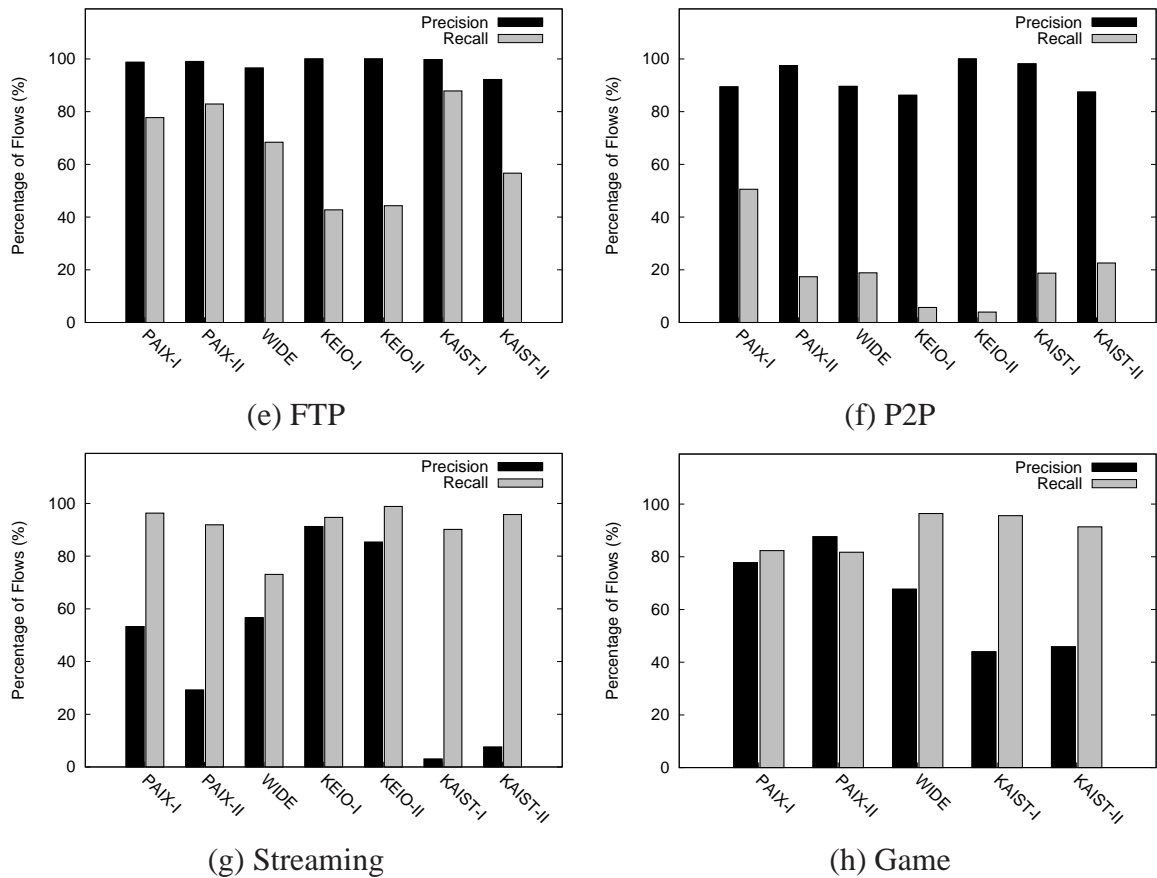 Precision
Recall
Percentage of Flows (%)
100
80
60
40
20
0
PAIX-I
PAIX-II
WIDE
KEIO-I
KEIO-II
KAIST-I
KAIST-II
(e) FTP
Precision
Recall
Percentage of Flows (%)
100
80
60
40
20
0
PAIX-I
PAIX-II
WIDE
KEIO-I
KEIO-II
KAIST-I
KAIST-II
(f) P2P
Precision
Recall
Percentage of Flows (%)
100
80
60
40
20
0
PAIX-I
PAIX-II
WIDE
KEIO-I
KEIO-II
KAIST-I
KAIST-II
(g) Streaming
Precision
Recall
Percentage of Flows (%)
100
80
60
40
20
0
PAIX-I
PAIX-II
WIDE
KAIST-I
KAIST-II
(h) Game